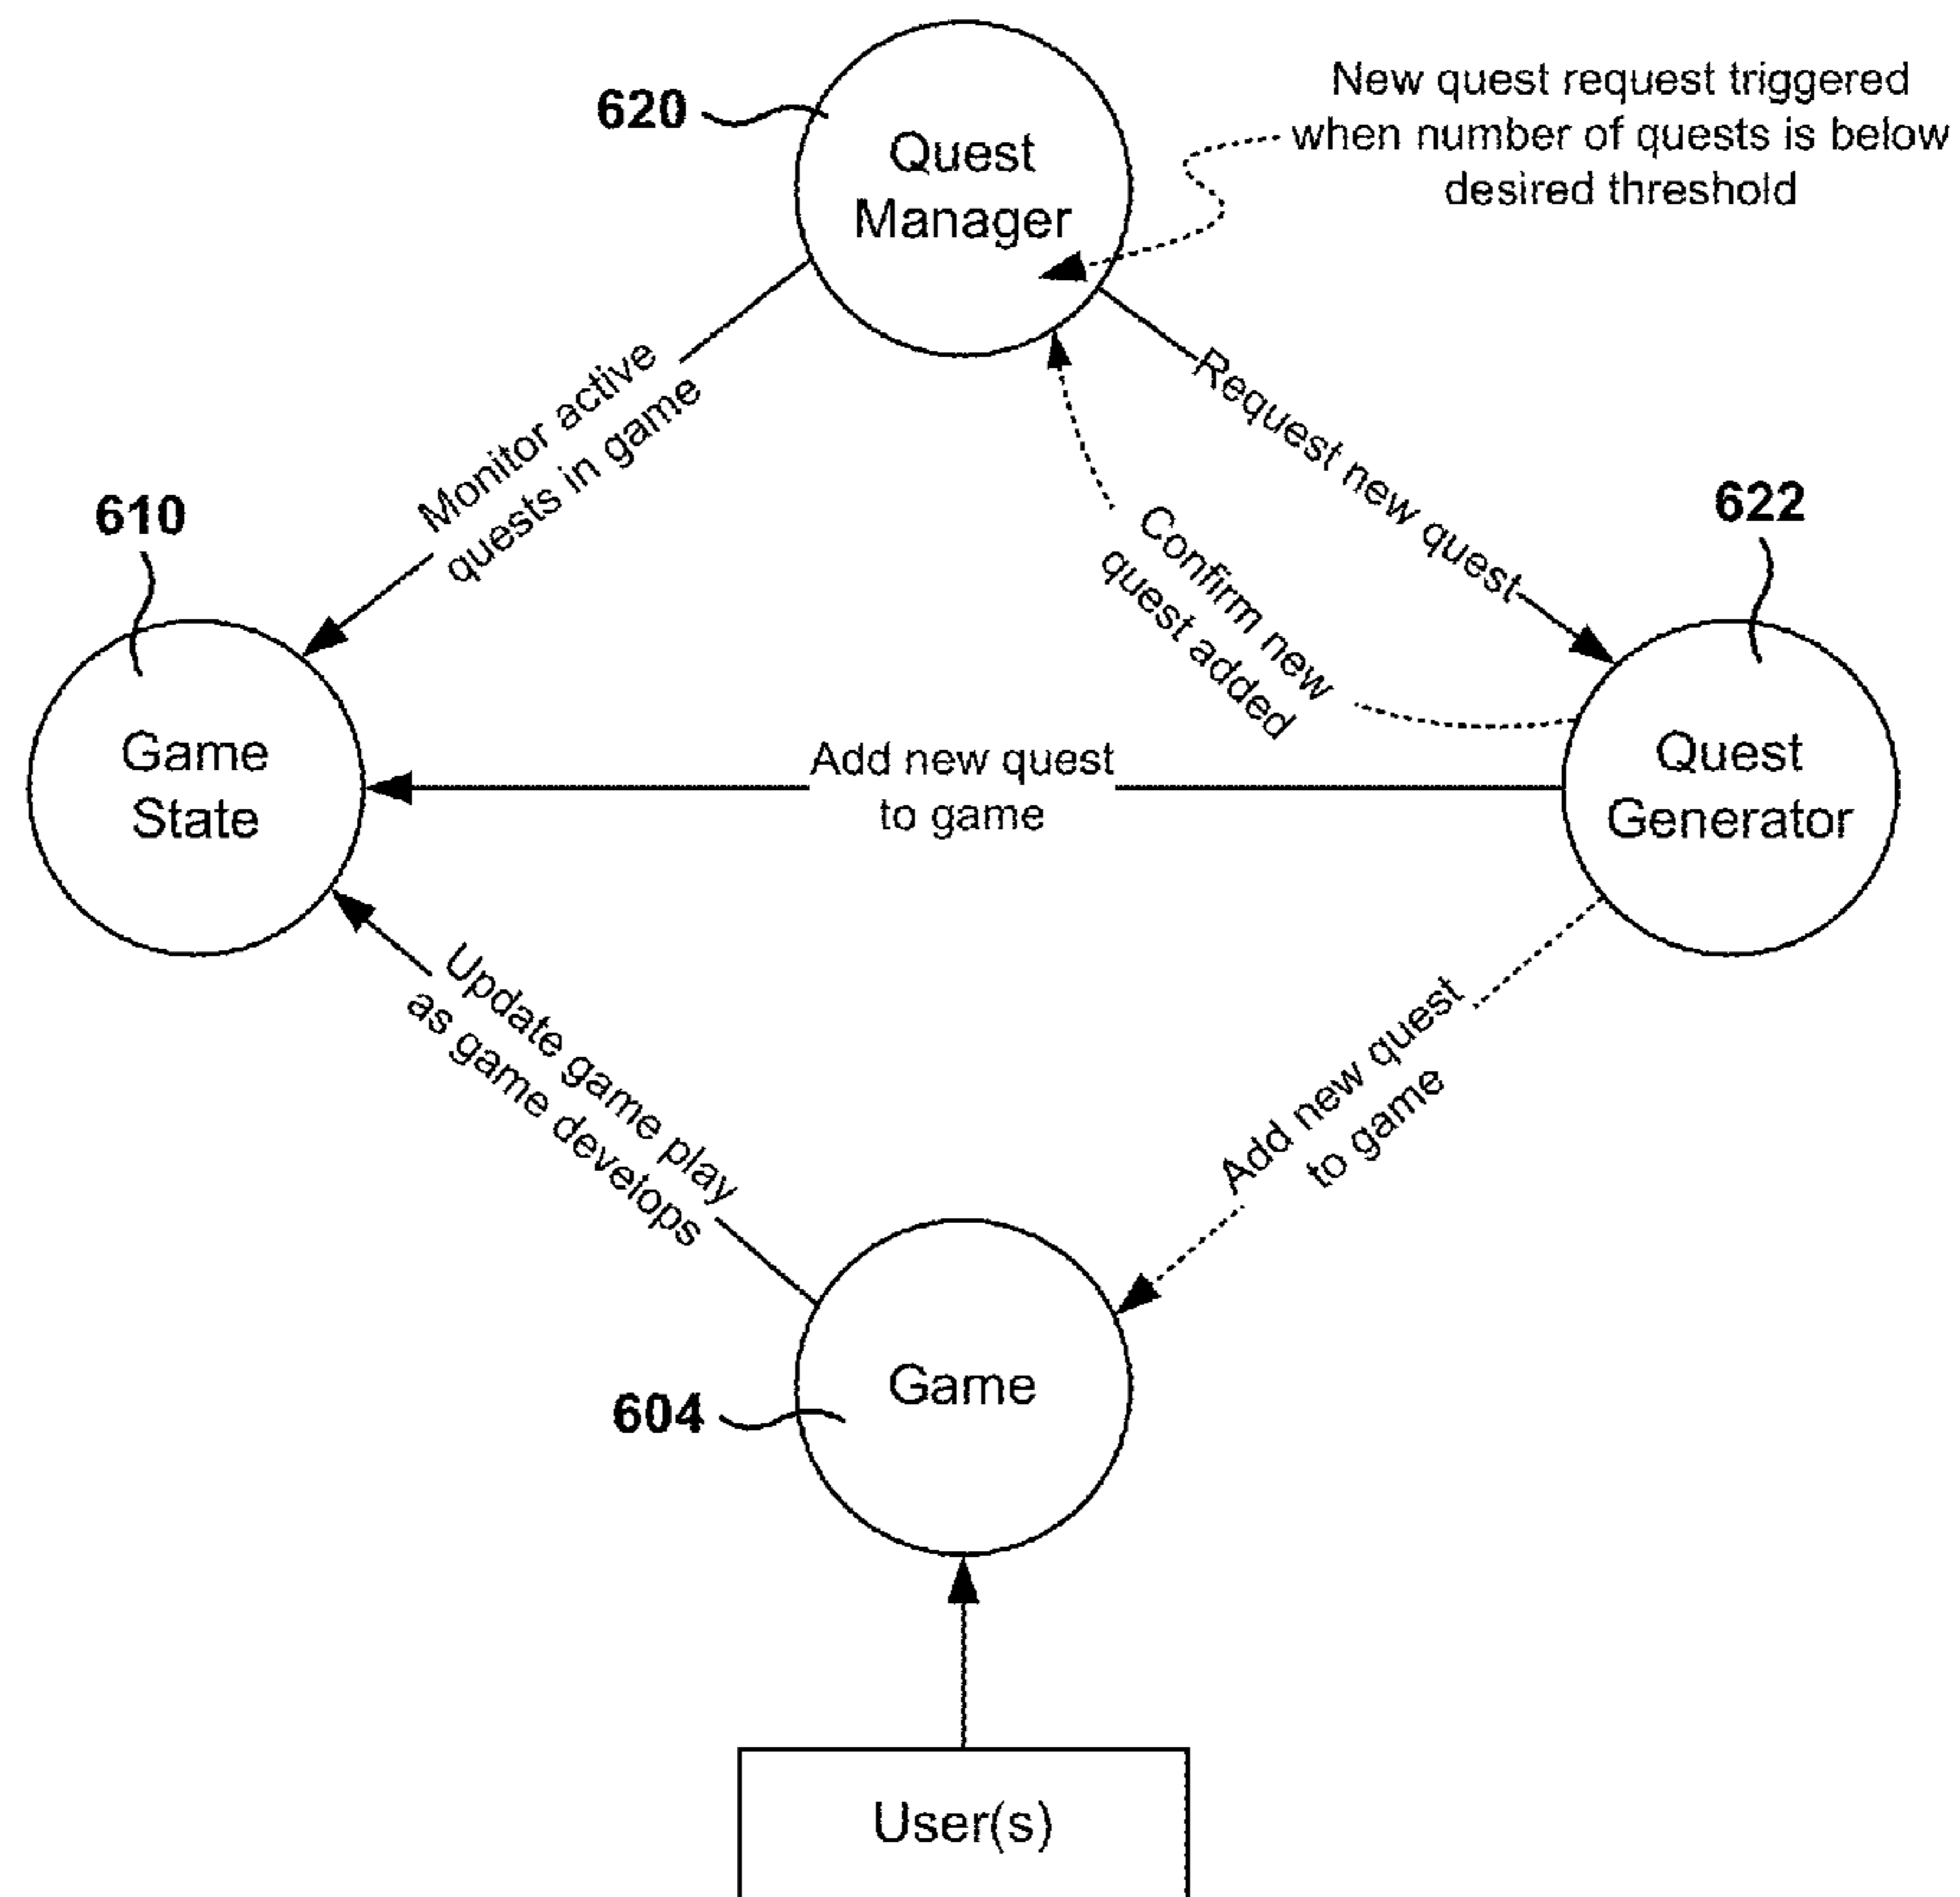 620
Quest
Manager
New quest request triggered
when number of quests is below
desired threshold
Monitor active
quests in game
Request new quest
Confirm new
quest added
610
622
Game
State
Add new quest
to game
Quest
Generator
Update game play
as game develops
Add new quest
to game
604
Game
User(s)